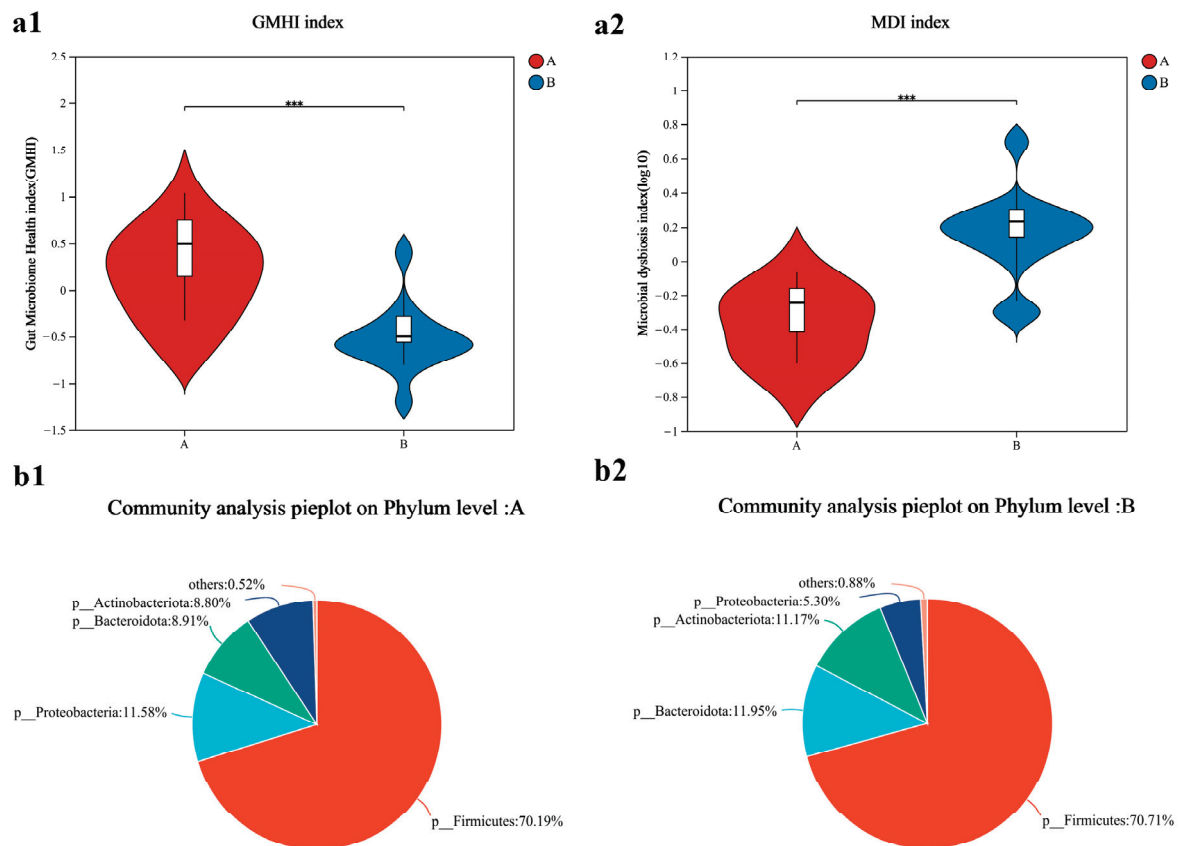 a1
GMHI index
A
B
2.5
2
1.5
1
0.5
0
−0.5
−1
−1.5
Gut Microbiome Health index(GMHI)
***
A
B
a2
MDI index
A
B
1.2
1
0.8
0.6
0.4
0.2
0
−0.2
−0.4
−0.6
−0.8
−1
Microbial dysbiosis index(log10)
***
A
B
b1
Community analysis pieplot on Phylum level :A
others:0.52%
p__Actinobacteriota:8.80%
p__Bacteroidota:8.91%
p__Proteobacteria:11.58%
p__Firmicutes:70.19%
b2
Community analysis pieplot on Phylum level :B
others:0.88%
p__Proteobacteria:5.30%
p__Actinobacteriota:11.17%
p__Bacteroidota:11.95%
p__Firmicutes:70.71%